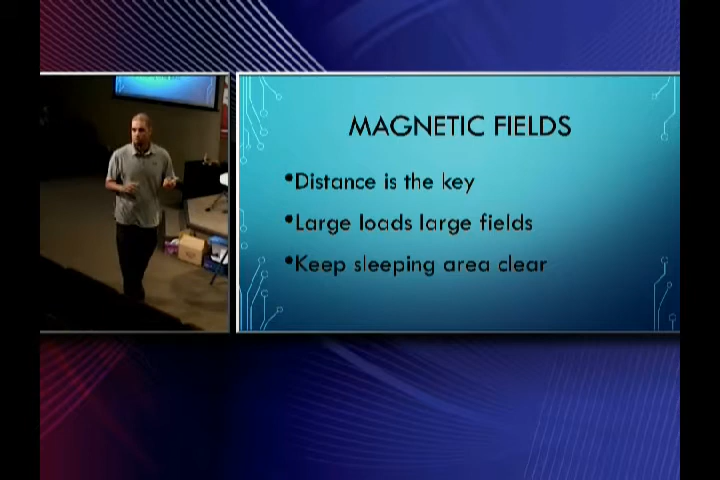 MAGNETIC FIELDS
•Distance is the key
•Large loads large fields
•Keep sleeping area clear